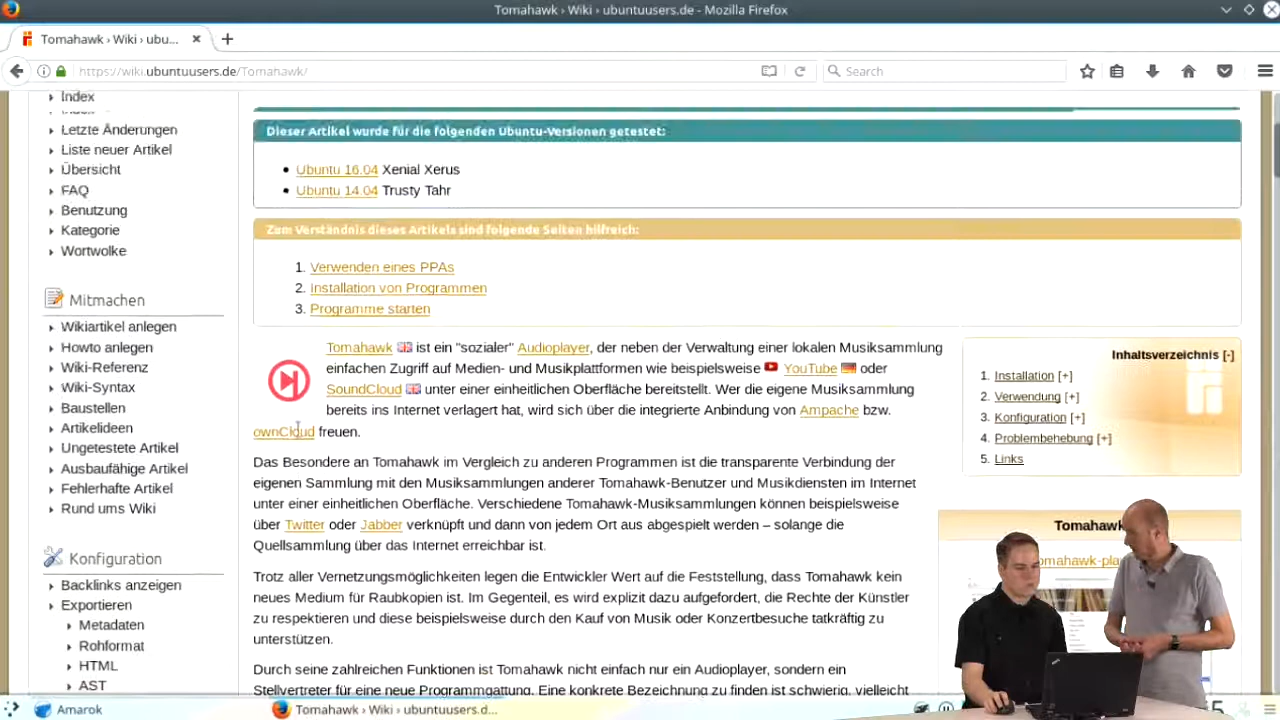 Tomahawk › Wiki › ubuntuusers.de - Mozilla Firefox
Tomahawk › Wiki › ubu...
https://wiki.ubuntuusers.de/Tomahawk/
Search
Index
Letzte Änderungen
Liste neuer Artikel
Übersicht
FAQ
Benutzung
Kategorie
Wortwolke
Mitmachen
Wikiartikel anlegen
Howto anlegen
Wiki-Referenz
Wiki-Syntax
Baustellen
Artikelideen
Ungetestete Artikel
Ausbaufähige Artikel
Fehlerhafte Artikel
Rund ums Wiki
Konfiguration
Backlinks anzeigen
Exportieren
Metadaten
Rohformat
HTML
AST
Dieser Artikel wurde für die folgenden Ubuntu-Versionen getestet:
Ubuntu 16.04 Xenial Xerus
Ubuntu 14.04 Trusty Tahr
Zum Verständnis dieses Artikels sind folgende Seiten hilfreich:
1. Verwenden eines PPAs
2. Installation von Programmen
3. Programme starten
Tomahawk ist ein "sozialer" Audioplayer, der neben der Verwaltung einer lokalen Musiksammlung
einfachen Zugriff auf Medien- und Musikplattformen wie beispielsweise YouTube oder
SoundCloud unter einer einheitlichen Oberfläche bereitstellt. Wer die eigene Musiksammlung
bereits ins Internet verlagert hat, wird sich über die integrierte Anbindung von Ampache bzw.
ownCloud freuen.
Das Besondere an Tomahawk im Vergleich zu anderen Programmen ist die transparente Verbindung der
eigenen Sammlung mit den Musiksammlungen anderer Tomahawk-Benutzer und Musikdiensten im Internet
unter einer einheitlichen Oberfläche. Verschiedene Tomahawk-Musiksammlungen können beispielsweise
über Twitter oder Jabber verknüpft und dann von jedem Ort aus abgespielt werden – solange die
Quellsammlung über das Internet erreichbar ist.
Trotz aller Vernetzungsmöglichkeiten legen die Entwickler Wert auf die Feststellung, dass Tomahawk kein
neues Medium für Raubkopien ist. Im Gegenteil, es wird explizit dazu aufgefordert, die Rechte der Künstler
zu respektieren und diese beispielsweise durch den Kauf von Musik oder Konzertbesuche tatkräftig zu
unterstützen.
Durch seine zahlreichen Funktionen ist Tomahawk nicht einfach nur ein Audioplayer, sondern ein
Stellvertreter für eine neue Programmgattung. Eine konkrete Bezeichnung zu finden ist schwierig, vielleicht
Inhaltsverzeichnis [-]
1. Installation [+]
2. Verwendung [+]
3. Konfiguration [+]
4. Problembehebung [+]
5. Links
Tomahawk
Amarok
Tomahawk › Wiki › ubuntuusers.d...